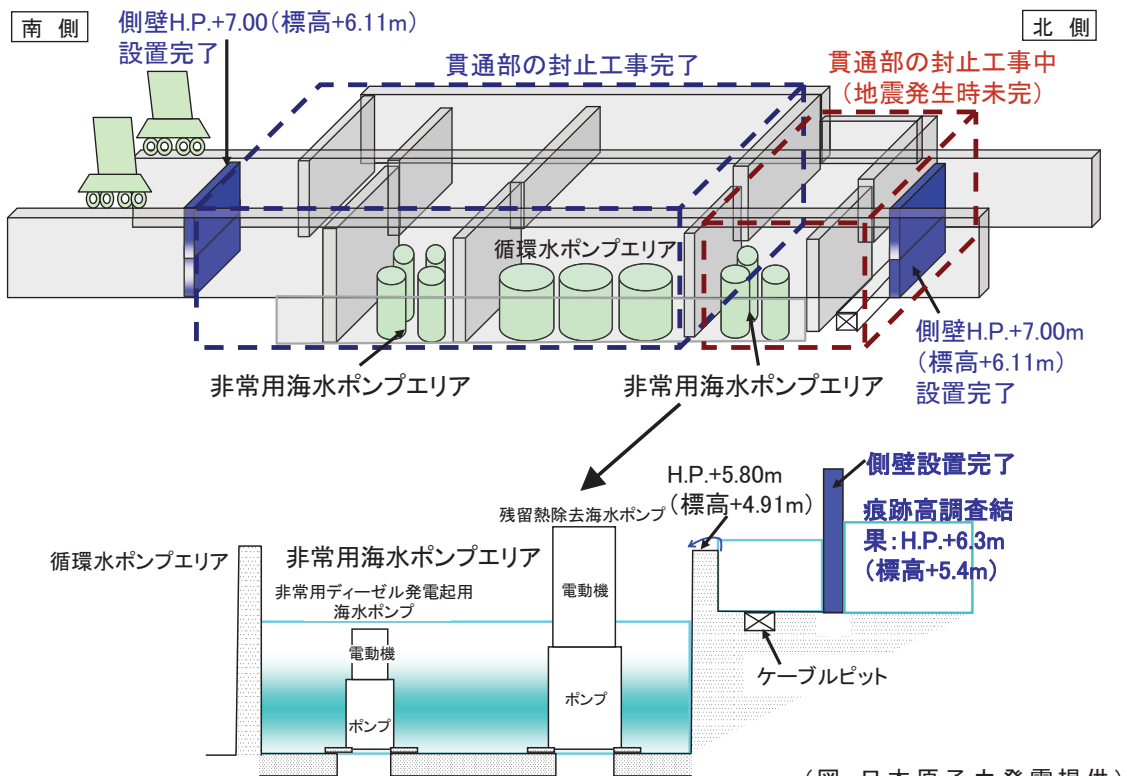 南 側
側壁H.P.+7.00(標高+6.11m)
設置完了
北 側
貫通部の封止工事完了
貫通部の封止工事中
(地震発生時未完)
循環水ポンプエリア
側壁H.P.+7.00m
(標高+6.11m)
設置完了
非常用海水ポンプエリア
非常用海水ポンプエリア
側壁設置完了
H.P.+5.80m
(標高+4.91m)
痕跡高調査結
果:H.P.+6.3m
(標高+5.4m)
残留熱除去海水ポンプ
循環水ポンプエリア
非常用海水ポンプエリア
非常用ディーゼル発電起用
海水ポンプ
電動機
電動機
ポンプ
ポンプ
ケーブルピット